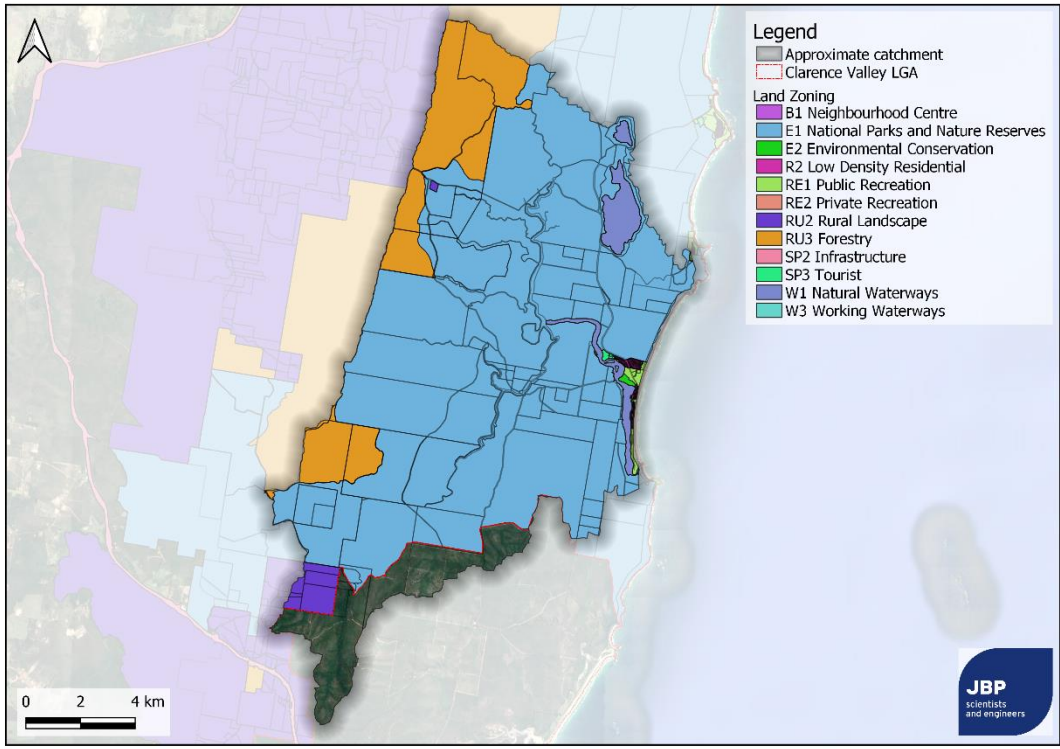 Legend
Approximate catchment
Clarence Valley LGA
Land Zoning
B1 Neighbourhood Centre
E1 National Parks and Nature Reserves
E2 Environmental Conservation
R2 Low Density Residential
RE1 Public Recreation
RE2 Private Recreation
RU2 Rural Landscape
RU3 Forestry
SP2 Infrastructure
SP3 Tourist
W1 Natural Waterways
W3 Working Waterways
0 2 4 km
JBP
scientists
and engineers